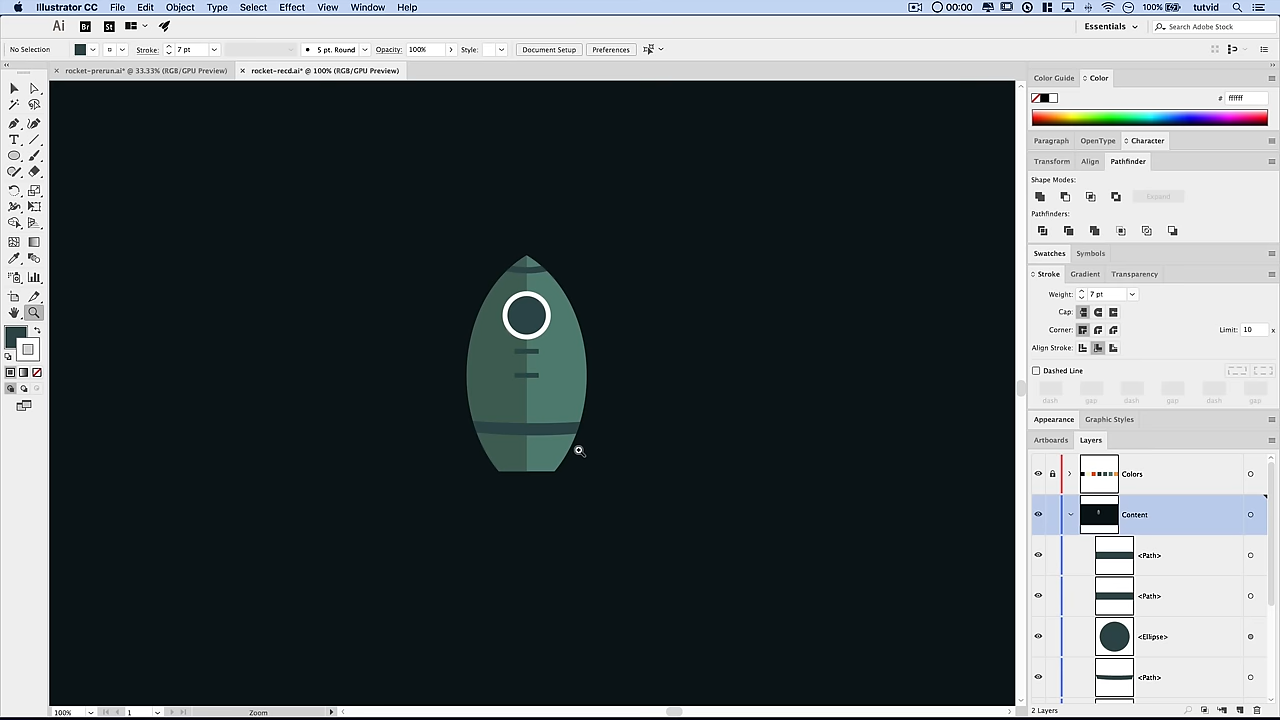 Illustrator CC File Edit Object Type Select Effect View Window Help 00:00 100% tutvid
Ai Br St Essentials Search Adobe Stock
No Selection Stroke: 7 pt 5 pt. Round Opacity: 100% Style: Document Setup Preferences
rocket-prerun.ai* @ 33.33% (RGB/GPU Preview) rocket-recd.ai* @ 100% (RGB/GPU Preview)
Color Guide Color
# ffffff
Paragraph OpenType Character
Transform Align Pathfinder
Shape Modes:
Expand
Pathfinders:
Swatches Symbols
Stroke Gradient Transparency
Weight: 7 pt
Cap:
Corner: Limit: 10 x
Align Stroke:
Dashed Line
dash gap dash gap dash gap
Appearance Graphic Styles
Artboards Layers
Colors
Content
<Path>
<Path>
<Ellipse>
<Path>
100% 1 Zoom
2 Layers